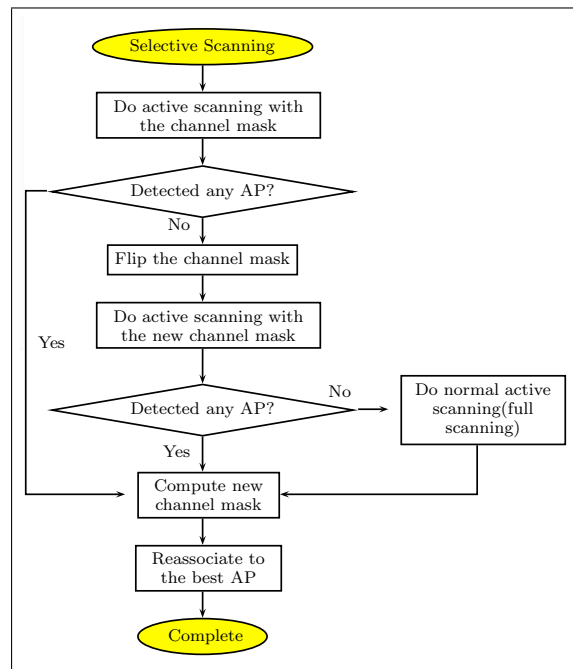 Selective Scanning
Do active scanning with
the channel mask
Detected any AP?
No
Flip the channel mask
Do active scanning with
the new channel mask
Yes
Detected any AP?
No
Do normal active
scanning(full
scanning)
Yes
Compute new
channel mask
Reassociate to
the best AP
Complete